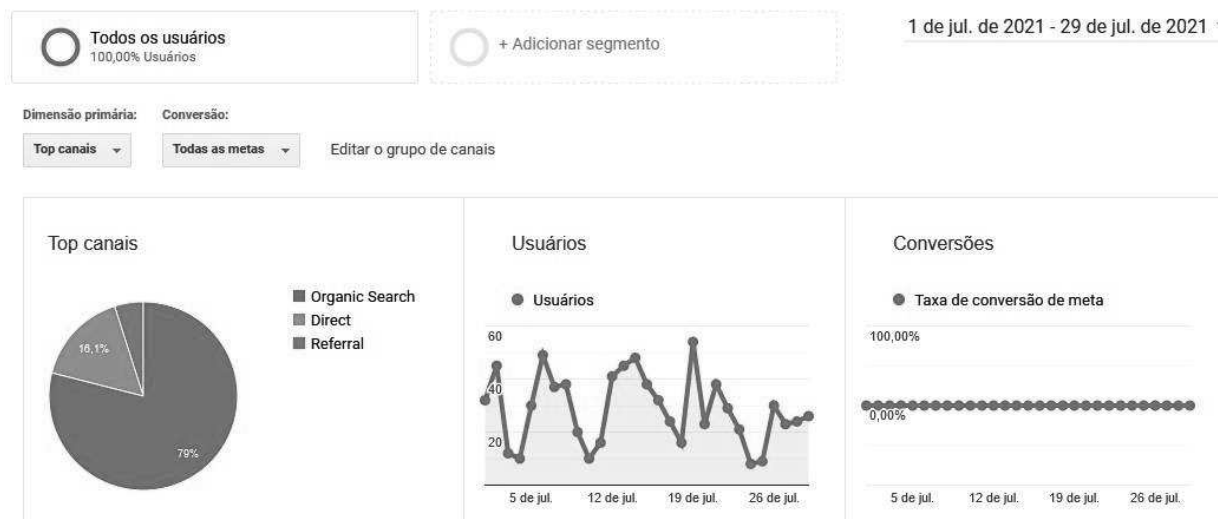 Todos os usuários
100,00% Usuários
+ Adicionar segmento
1 de jul. de 2021 - 29 de jul. de 2021
Dimensão primária:
Conversão:
Top canais
Todas as metas
Editar o grupo de canais
Top canais
Organic Search
Direct
Referral
16,1%
79%
Usuários
Usuários
60
40
20
5 de jul.
12 de jul.
19 de jul.
26 de jul.
Conversões
Taxa de conversão de meta
100,00%
0,00%
5 de jul.
12 de jul.
19 de jul.
26 de jul.